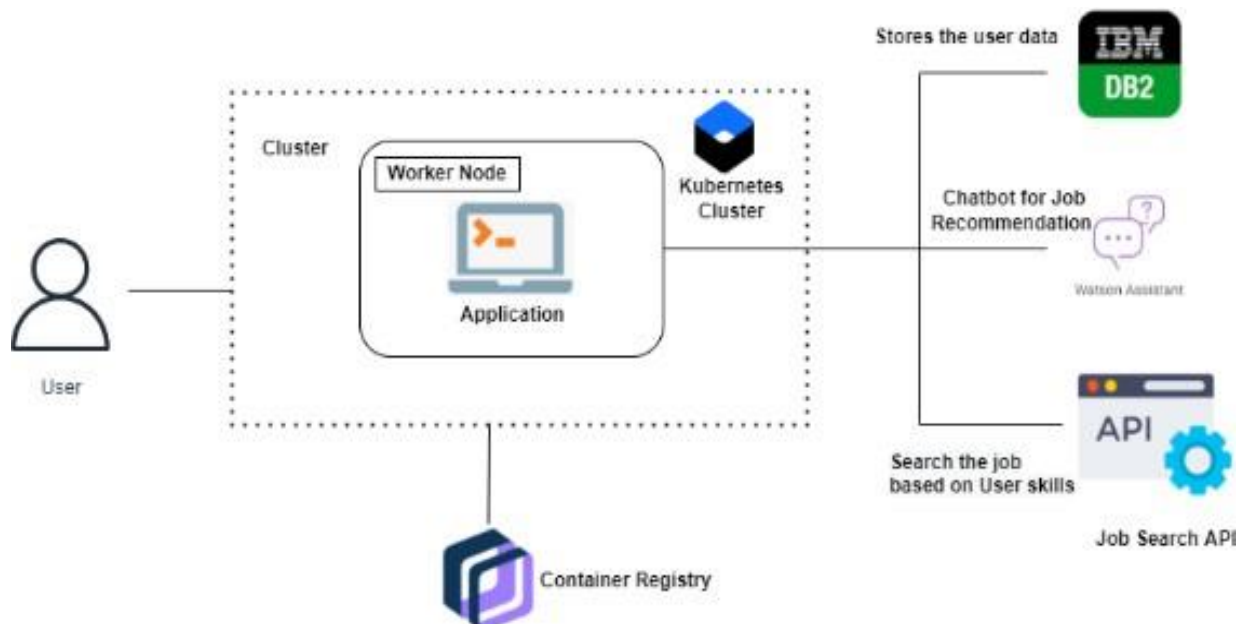 Stores the user data
IBM
DB2
Cluster
Worker Node
Kubernetes
Cluster
Application
User
Chatbot for Job
Recommendation
?
Watson Assistant
API
Search the job
based on User skills
Job Search API
Container Registry